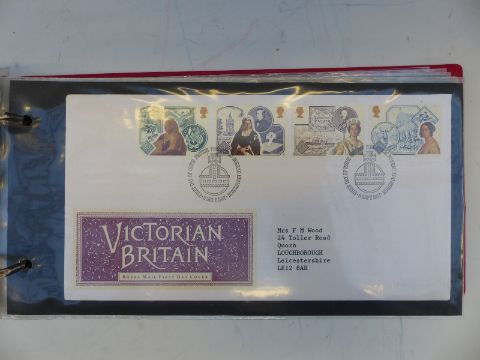 VICTORIAN
BRITAIN
ROYAL MAIL FIRST DAY COVER
Mrs F M Wood
24 Toller Road
Quorn
LOUGHBOROUGH
Leicestershire
LE12 8AH